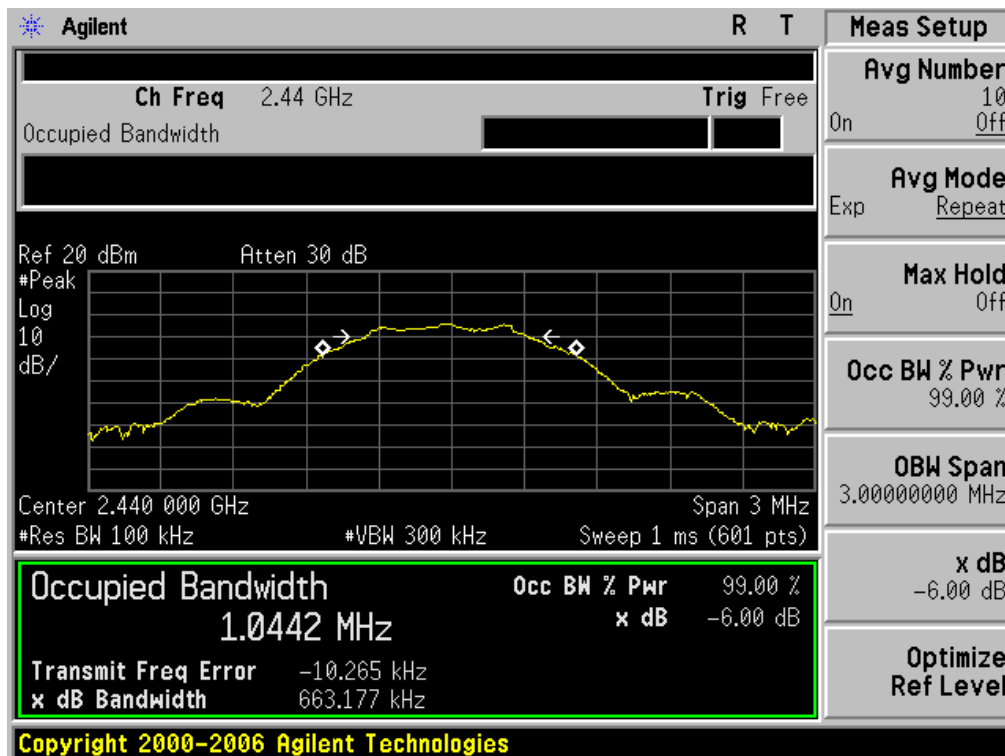 Agilent R T
Ch Freq 2.44 GHz Trig Free
Occupied Bandwidth
Ref 20 dBm Atten 30 dB
#Peak
Log
10
dB/
Center 2.440 000 GHz Span 3 MHz
#Res BW 100 kHz #VBW 300 kHz Sweep 1 ms (601 pts)
Occupied Bandwidth Occ BW % Pwr 99.00 %
1.0442 MHz x dB -6.00 dB
Transmit Freq Error -10.265 kHz
x dB Bandwidth 663.177 kHz
Copyright 2000-2006 Agilent Technologies
Meas Setup
Avg Number
10
On Off
Avg Mode
Exp Repeat
Max Hold
On Off
Occ BW % Pwr
99.00 %
OBW Span
3.00000000 MHz
x dB
-6.00 dB
Optimize
Ref Level